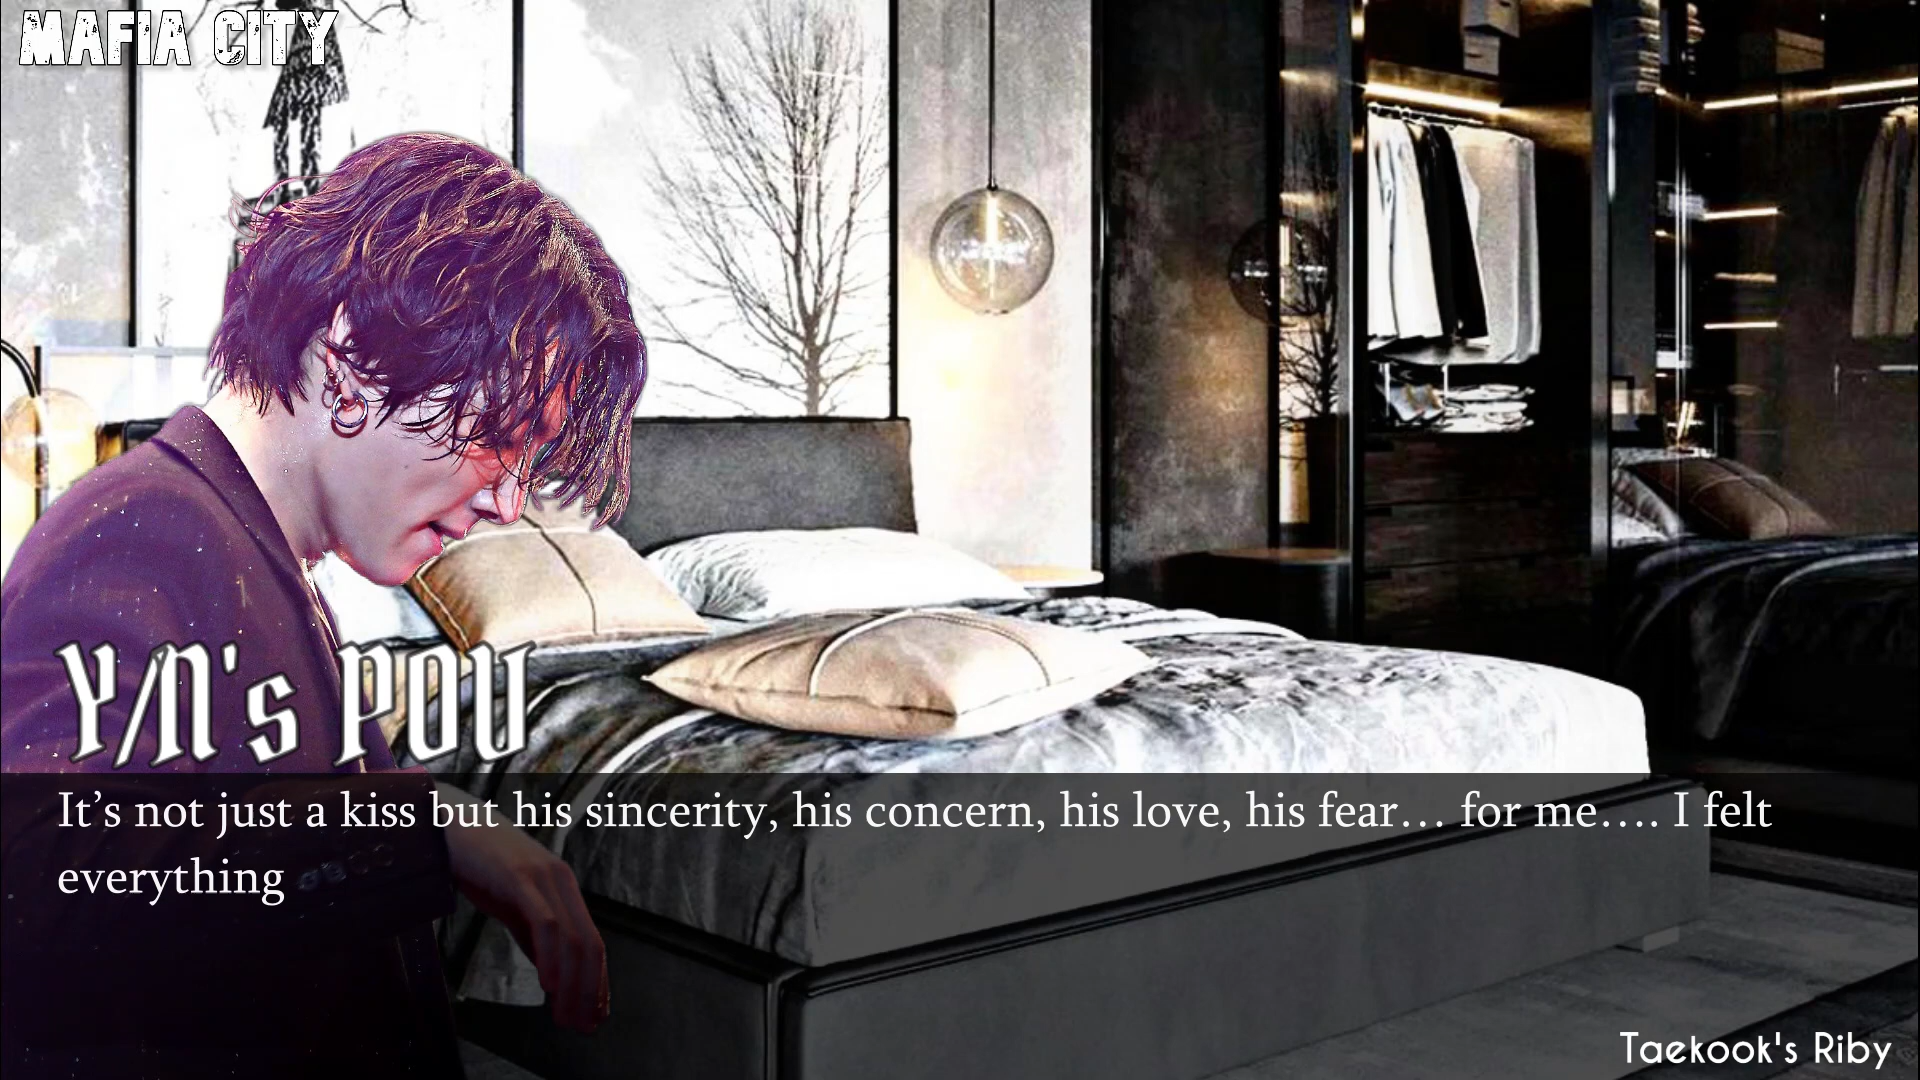 MAFIA CITY
Y/N's POV
It’s not just a kiss but his sincerity, his concern, his love, his fear… for me…. I felt
everything
Taekook's Riby